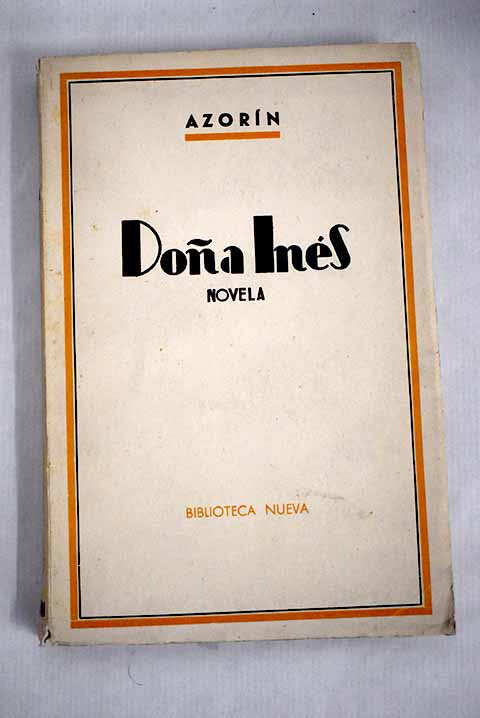 AZORÍN
Doña Inés
NOVELA
BIBLIOTECA NUEVA